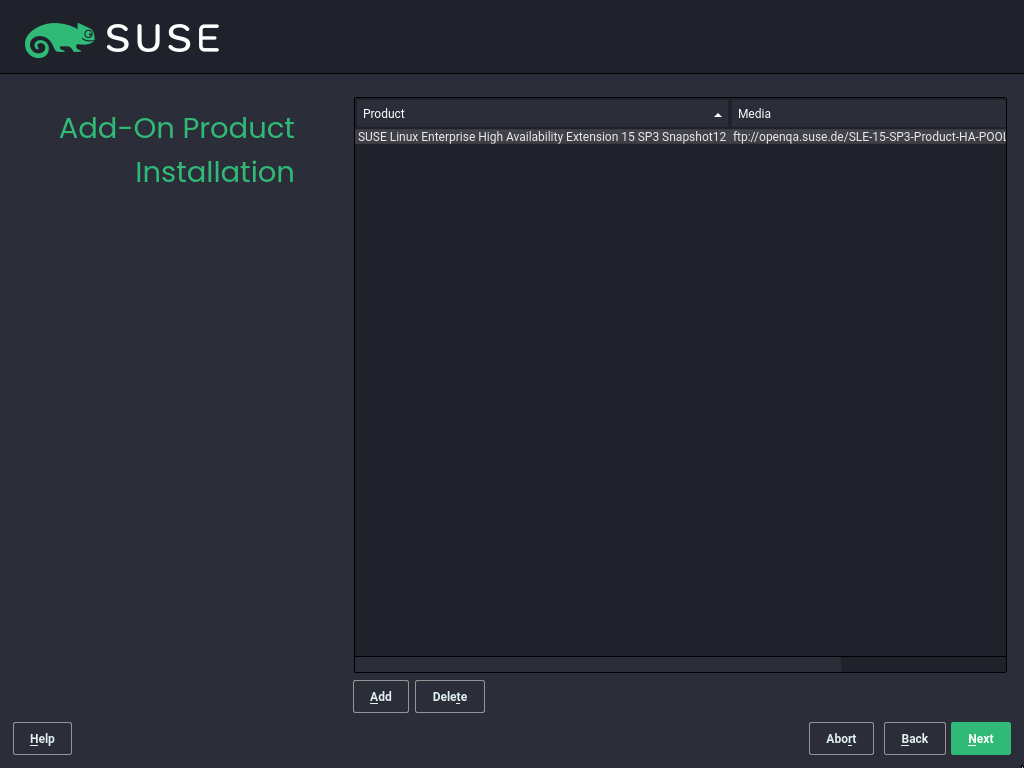 SUSE
Add-On Product
Installation
Product
Media
SUSE Linux Enterprise High Availability Extension 15 SP3 Snapshot12 ftp://openqa.suse.de/SLE-15-SP3-Product-HA-POOL
Add
Delete
Help
Abort
Back
Next